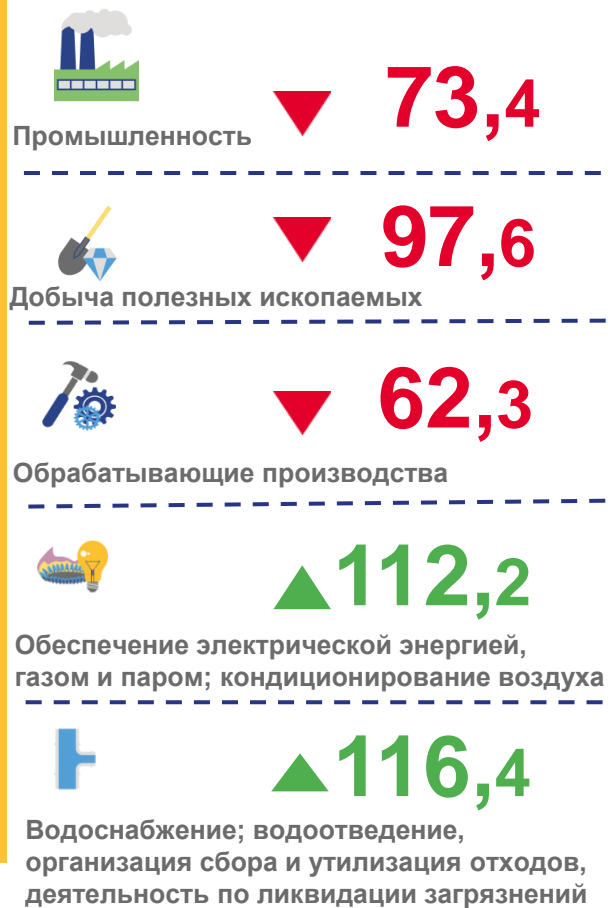 73,4
Промышленность
97,6
Добыча полезных ископаемых
62,3
Обрабатывающие производства
112,2
Обеспечение электрической энергией,
газом и паром; кондиционирование воздуха
116,4
Водоснабжение; водоотведение,
организация сбора и утилизация отходов,
деятельность по ликвидации загрязнений